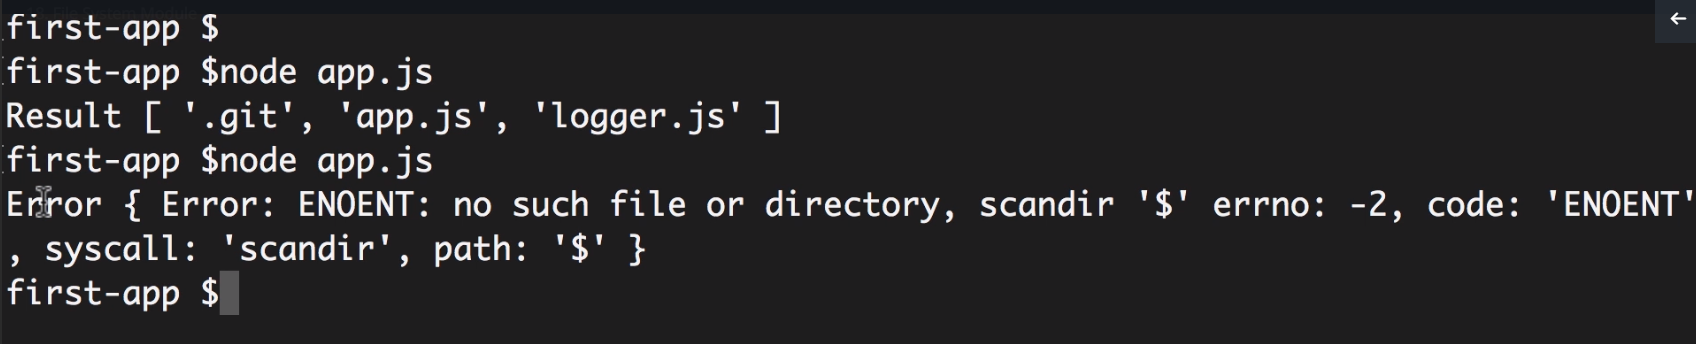 first-app $
first-app $node app.js
Result [ '.git', 'app.js', 'logger.js' ]
first-app $node app.js
Error { Error: ENOENT: no such file or directory, scandir '$' errno: -2, code: 'ENOENT'
, syscall: 'scandir', path: '$' }
first-app $